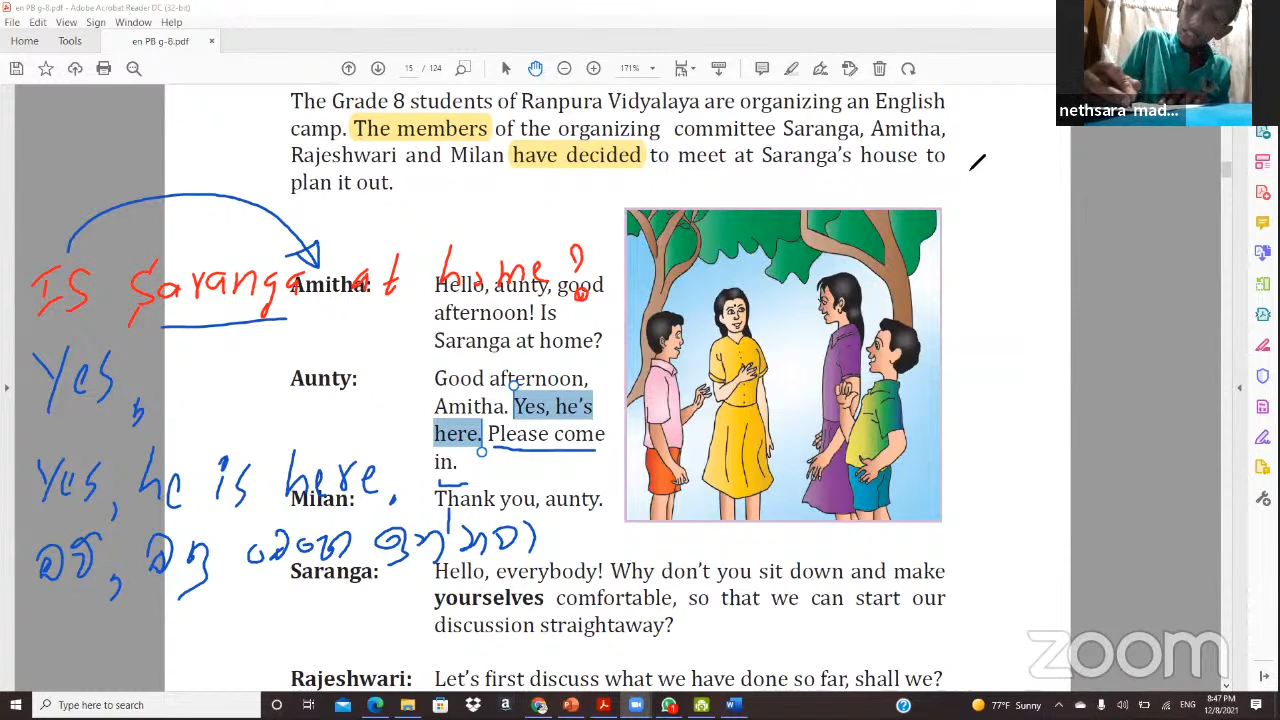 en PB g-8.pdf - Adobe Acrobat Reader DC (32-bit)
File Edit View Sign Window Help
Home Tools en PB g-8.pdf ×
15 / 124 171%
nethsara mad...
The Grade 8 students of Ranpura Vidyalaya are organizing an English
camp. The members of the organizing committee Saranga, Amitha,
Rajeshwari and Milan have decided to meet at Saranga's house to
plan it out.
Is Saranga at home?
Amitha: Hello, aunty, good
afternoon! Is
Saranga at home?
Yes,
Aunty: Good afternoon,
Amitha. Yes, he's
here. Please come
in.
Yes, he is here.
Milan: Thank you, aunty.
ඔව්, ඔහු මෙහෙ ඉන්නවා
Saranga: Hello, everybody! Why don't you sit down and make
yourselves comfortable, so that we can start our
discussion straightaway?
zoom
Rajeshwari: Let's first discuss what we have done so far, shall we?
Type here to search
77°F Sunny ENG 8:47 PM
12/8/2021